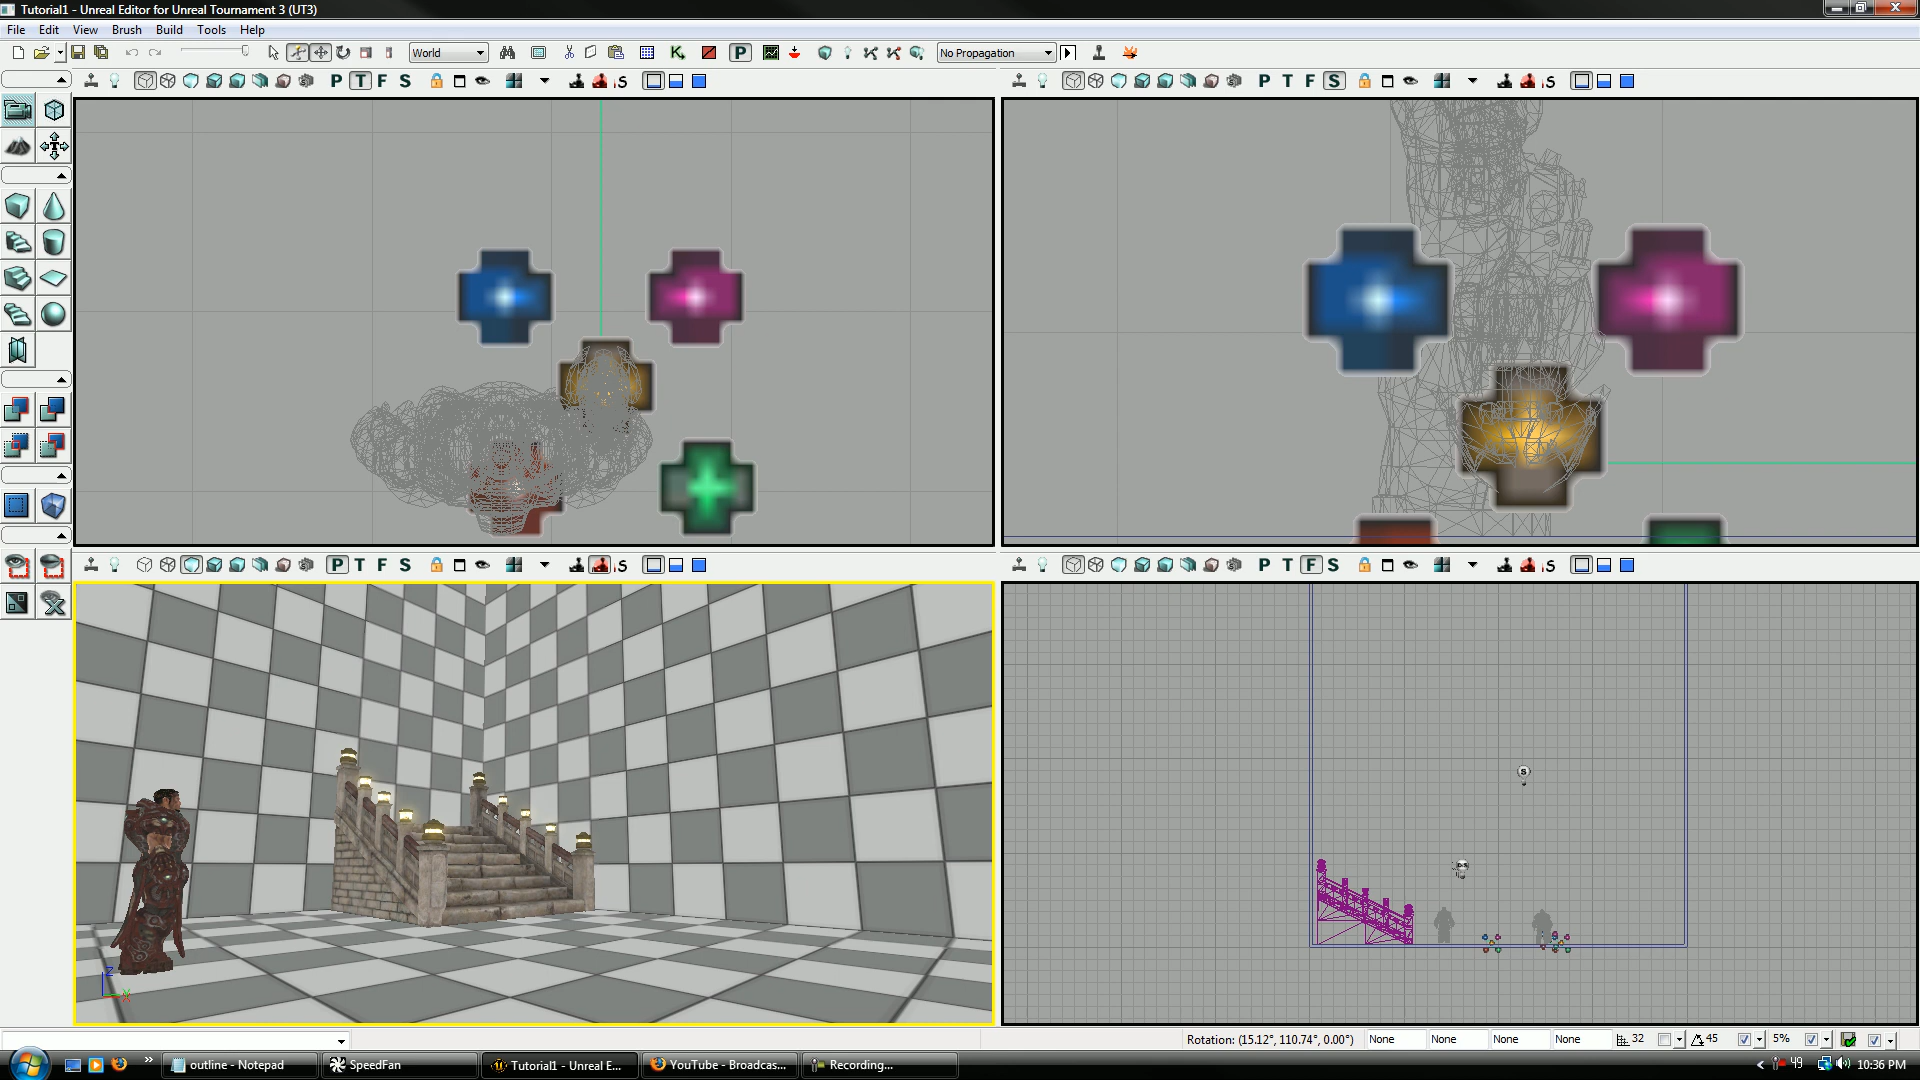 Tutorial1 - Unreal Editor for Unreal Tournament 3 (UT3)
File Edit View Brush Build Tools Help
World
K
P
No Propagation
P T F S
S
P T F S
S
P T F S
S
P T F S
S
Z
S
Rotation: (15.12°, 110.74°, 0.00°)
None
None
None
None
32
45
5%
»
outline - Notepad
SpeedFan
Tutorial1 - Unreal E...
YouTube - Broadcas...
Recording...
49
10:36 PM